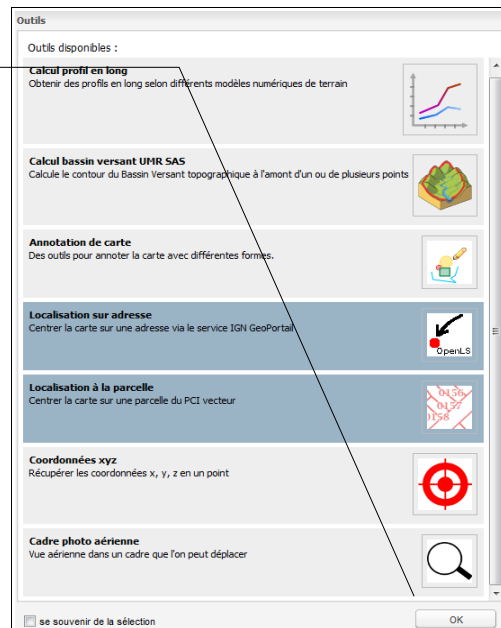 Outils
Outils disponibles :
Calcul profil en long
Obtenir des profils en long selon différents modèles numériques de terrain
Calcul bassin versant UMR SAS
Calcule le contour du Bassin Versant topographique à l'amont d'un ou de plusieurs points
Annotation de carte
Des outils pour annoter la carte avec différentes formes.
Localisation sur adresse
Centrer la carte sur une adresse via le service IGN GeoPortail
OpenLS
Localisation à la parcelle
Centrer la carte sur une parcelle du PCI vecteur
0156
0157
0158
Coordonnées xyz
Récupérer les coordonnées x, y, z en un point
Cadre photo aérienne
Vue aérienne dans un cadre que l'on peut déplacer
se souvenir de la sélection
OK